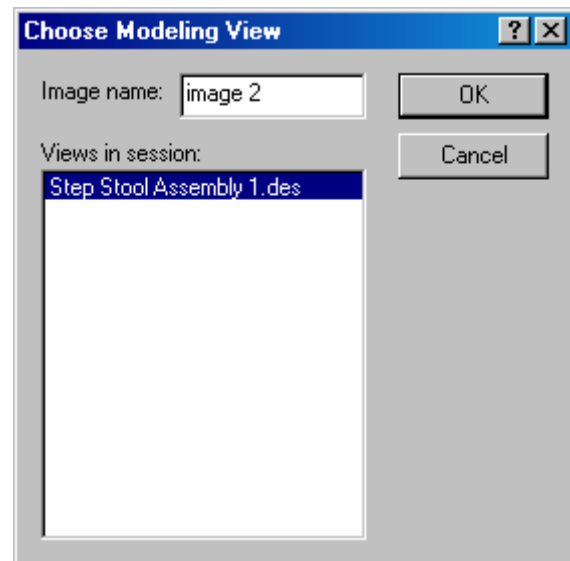 Choose Modeling View
Image name: image 2
OK
Views in session:
Cancel
Step Stool Assembly 1.des